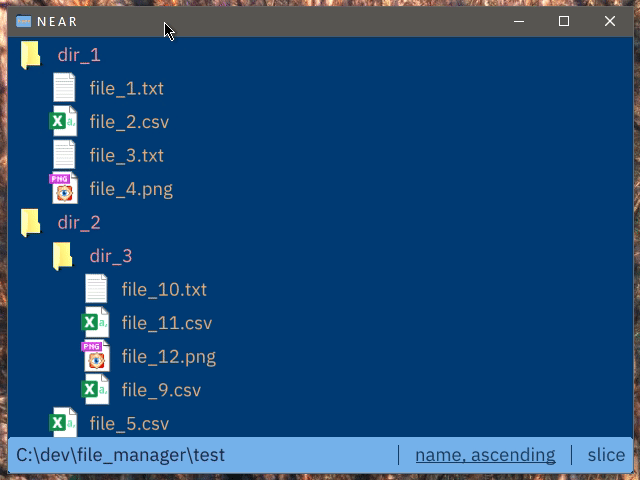 NEAR
dir_1
file_1.txt
file_2.csv
file_3.txt
file_4.png
dir_2
dir_3
file_10.txt
file_11.csv
file_12.png
file_9.csv
file_5.csv
C:\dev\file_manager\test | name, ascending | slice